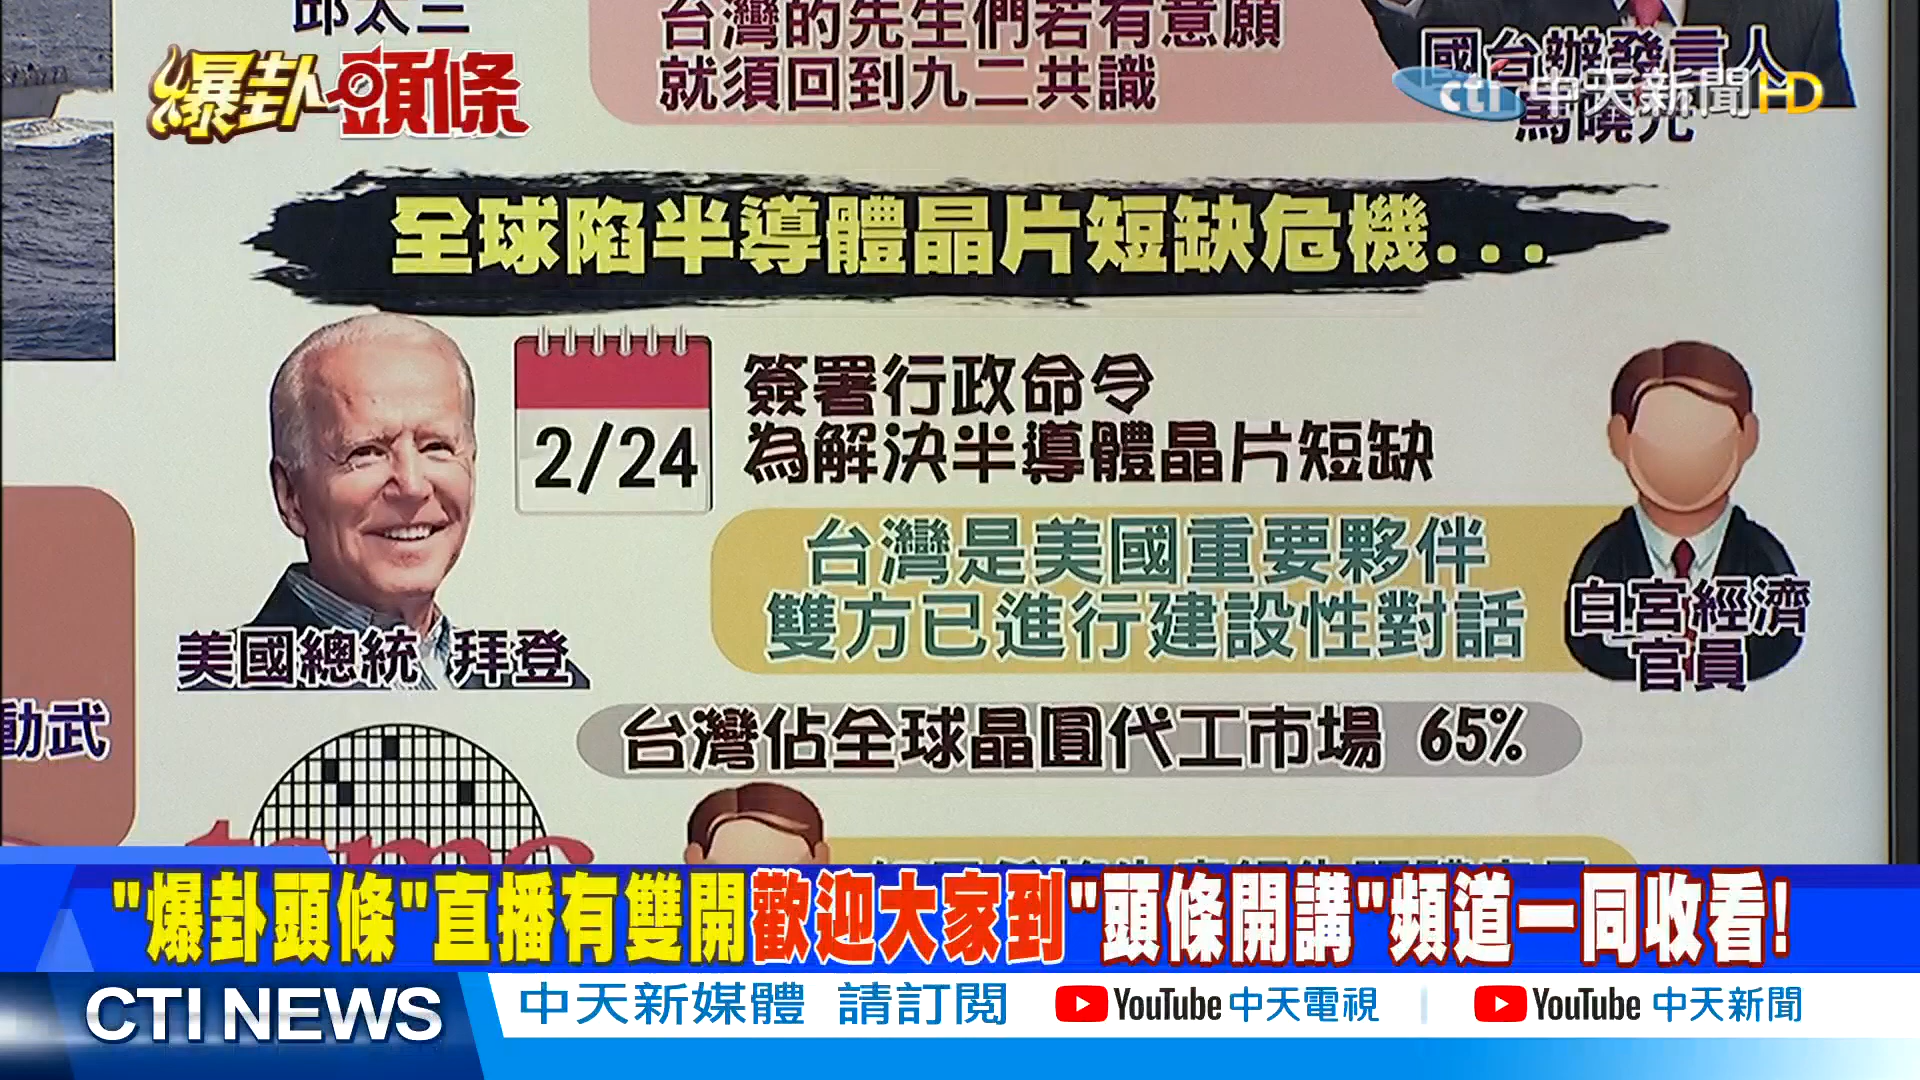 邱太三
台灣的先生們若有意願
就須回到九二共識
國台辦發言人
馬曉光
爆卦頭條
cti 中天新聞HD
全球陷半導體晶片短缺危機...
2/24
簽署行政命令
為解決半導體晶片短缺
台灣是美國重要夥伴
雙方已進行建設性對話
白宮經濟
官員
美國總統 拜登
動武
台灣佔全球晶圓代工市場 65%
tsmc
"爆卦頭條"直播有雙開歡迎大家到"頭條開講"頻道一同收看!
CTI NEWS
中天新媒體 請訂閱
YouTube 中天電視
YouTube 中天新聞